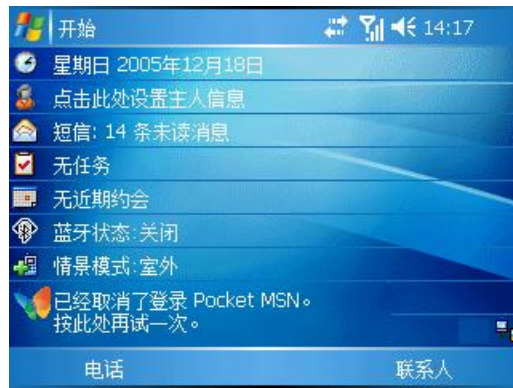 开始 14:17
星期日 2005年12月18日
点击此处设置主人信息
短信: 14 条未读消息
无任务
无近期约会
蓝牙状态:关闭
情景模式:室外
已经取消了登录 Pocket MSN。
按此处再试一次。
电话 联系人